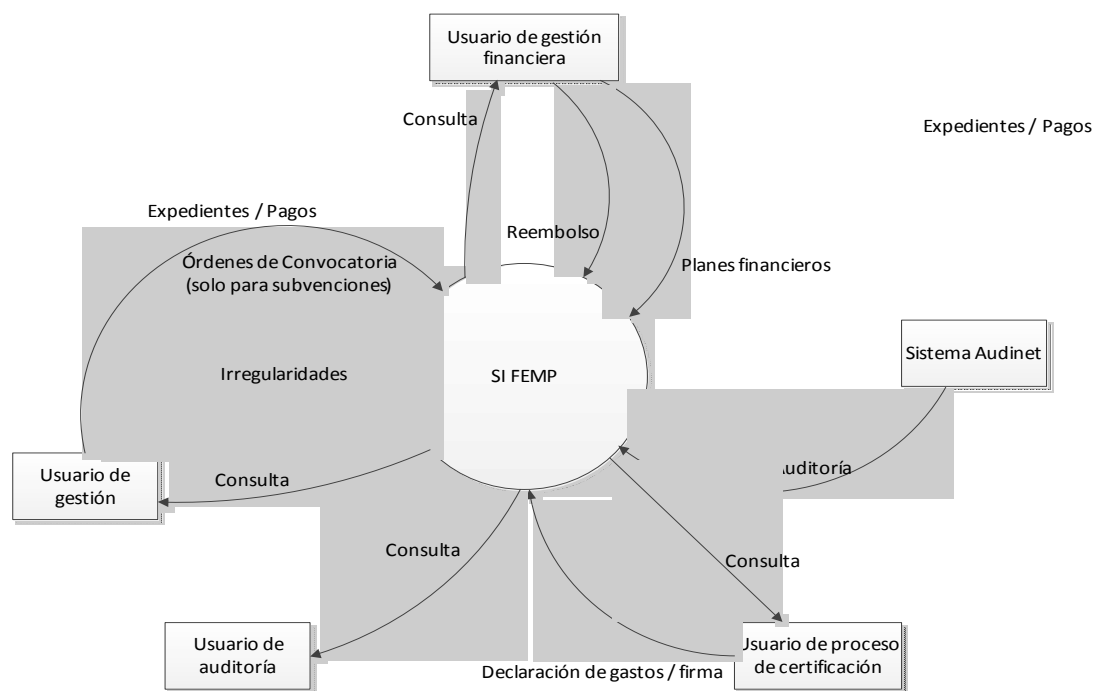 Usuario de gestión
financiera
Consulta
Expedientes / Pagos
Expedientes / Pagos
Reembolso
Órdenes de Convocatoria
(solo para subvenciones)
Planes financieros
Sistema Audinet
Irregularidades
SI FEMP
Usuario de
gestión
Consulta
uditoría
Consulta
Consulta
Usuario de
auditoría
Usuario de proceso
de certificación
Declaración de gastos / firma